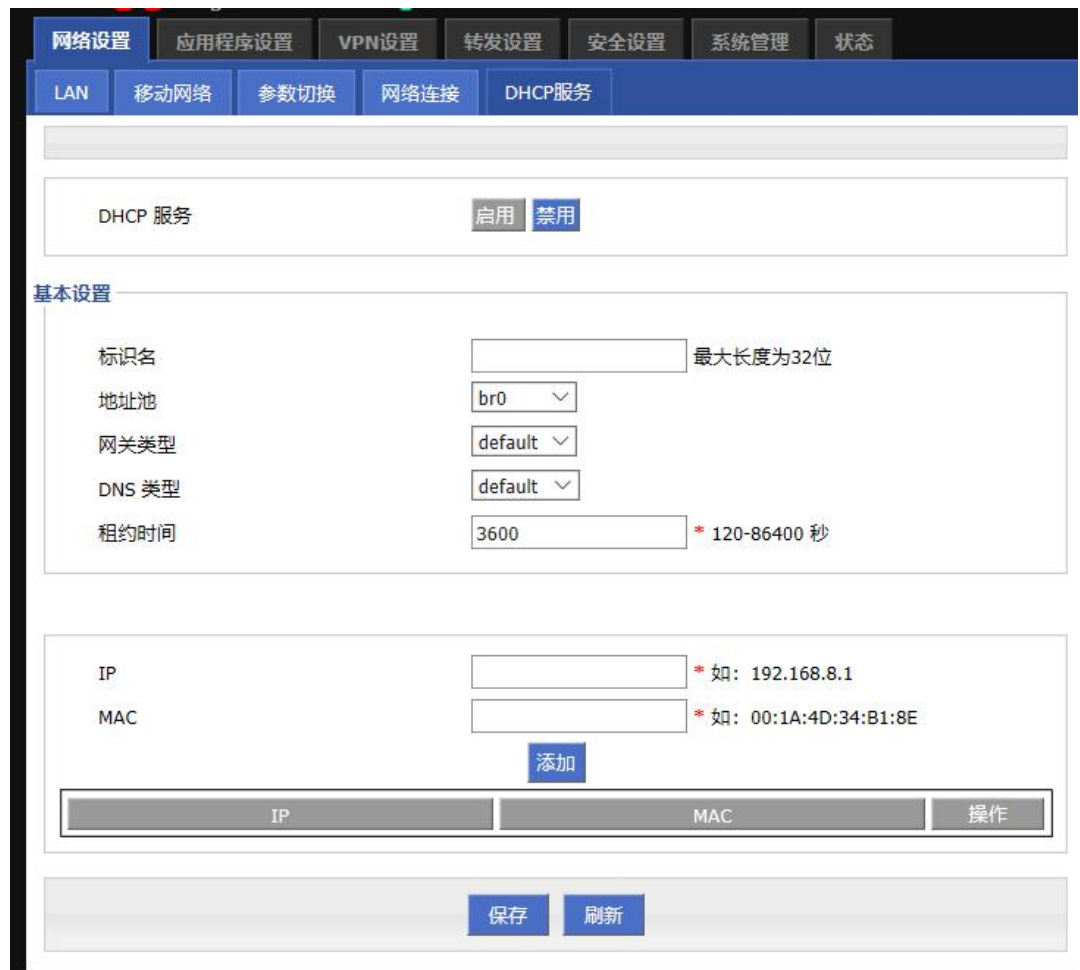 网络设置 应用程序设置 VPN设置 转发设置 安全设置 系统管理 状态
LAN 移动网络 参数切换 网络连接 DHCP服务
DHCP 服务 启用 禁用
基本设置
标识名 最大长度为32位
地址池 br0
网关类型 default
DNS 类型 default
租约时间 3600 * 120-86400 秒
IP * 如：192.168.8.1
MAC * 如：00:1A:4D:34:B1:8E
添加
IP MAC 操作
保存 刷新